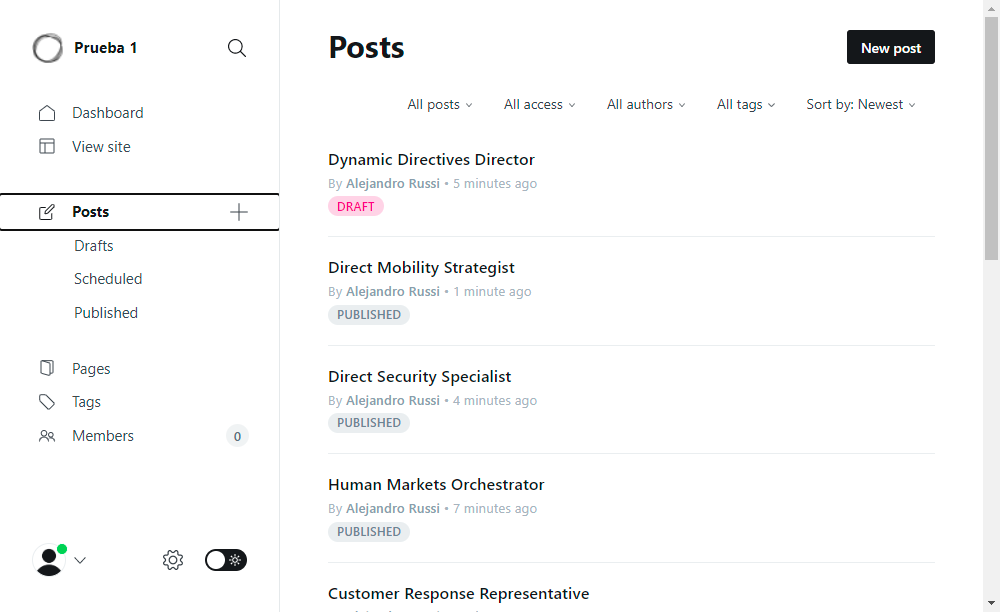 Prueba 1
Dashboard
View site
Posts
Drafts
Scheduled
Published
Pages
Tags
Members
0
Posts
New post
All posts
All access
All authors
All tags
Sort by: Newest
Dynamic Directives Director
By Alejandro Russi • 5 minutes ago
DRAFT
Direct Mobility Strategist
By Alejandro Russi • 1 minute ago
PUBLISHED
Direct Security Specialist
By Alejandro Russi • 4 minutes ago
PUBLISHED
Human Markets Orchestrator
By Alejandro Russi • 7 minutes ago
PUBLISHED
Customer Response Representative